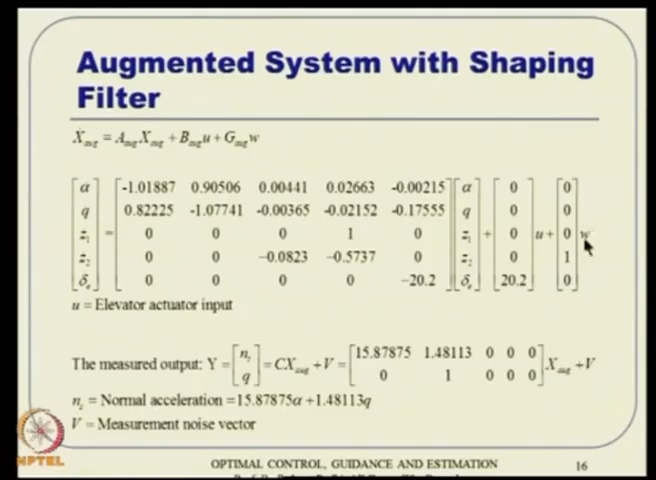 Augmented System with Shaping
Filter
Ẋ_aug = A_aug X_aug + B_aug u + G_aug w
[α q z₁ z₂ δₑ] = [-1.01887 0.90506 0.00441 0.02663 -0.00215; 0.82225 -1.07741 -0.00365 -0.02152 -0.17555; 0 0 0 1 0; 0 0 -0.0823 -0.5737 0; 0 0 0 0 -20.2] [α q z₁ z₂ δₑ] + [0 0 0 0 20.2] u + [0 0 0 1 0] w
u = Elevator actuator input
The measured output: Y = [n_z q] = CX_aug + V = [15.87875 1.48113 0 0 0; 0 1 0 0 0] X_aug + V
n_z = Normal acceleration = 15.87875α + 1.48113q
V = Measurement noise vector
NPTEL
OPTIMAL CONTROL, GUIDANCE AND ESTIMATION
16